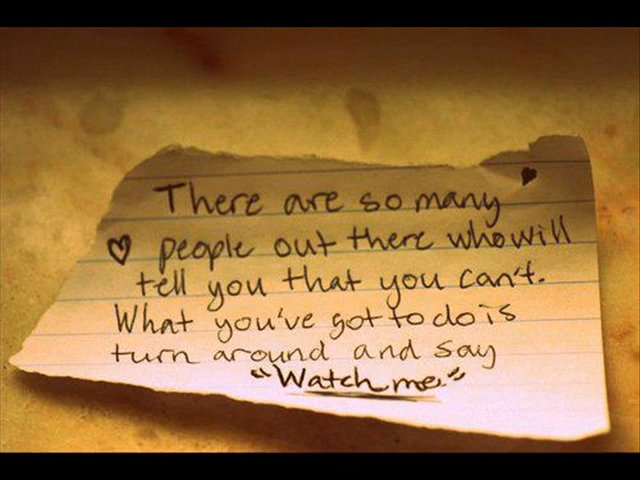 There are so many
people out there who will
tell you that you can't.
What you've got to do is
turn around and say
"Watch me."